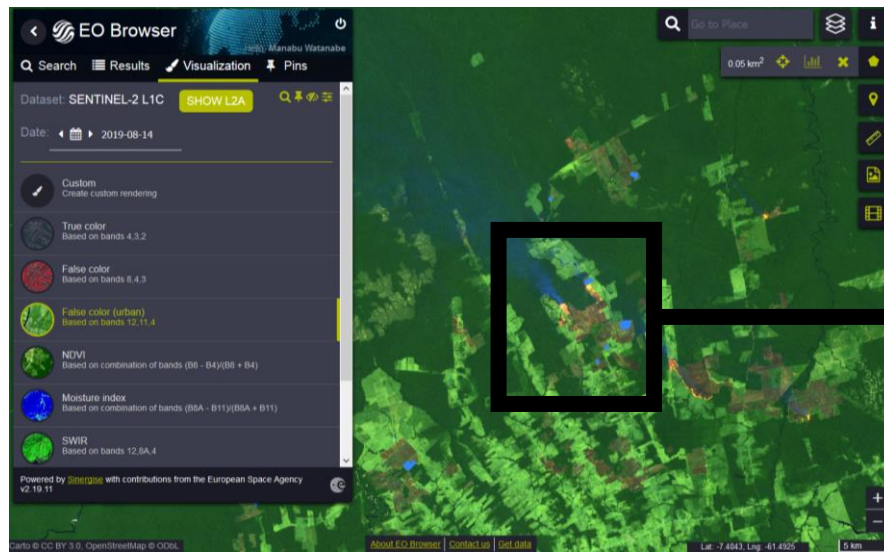 EO Browser
Hello, Manabu Watanabe
Search Results Visualization Pins
Dataset: SENTINEL-2 L1C SHOW L2A
Date: 2019-08-14
Custom
Create custom rendering
True color
Based on bands 4,3,2
False color
Based on bands 8,4,3
False color (urban)
Based on bands 12,11,4
NDVI
Based on combination of bands (B8 - B4)/(B8 + B4)
Moisture index
Based on combination of bands (B8A - B11)/(B8A + B11)
SWIR
Based on bands 12,8A,4
Powered by Sinergise with contributions from the European Space Agency
v2.19.11
Go to Place
0.05 km²
Carto © CC BY 3.0, OpenStreetMap © ODbL
About EO Browser | Contact us | Get data
Lat: -7.4043, Lng: -61.4925
5 km